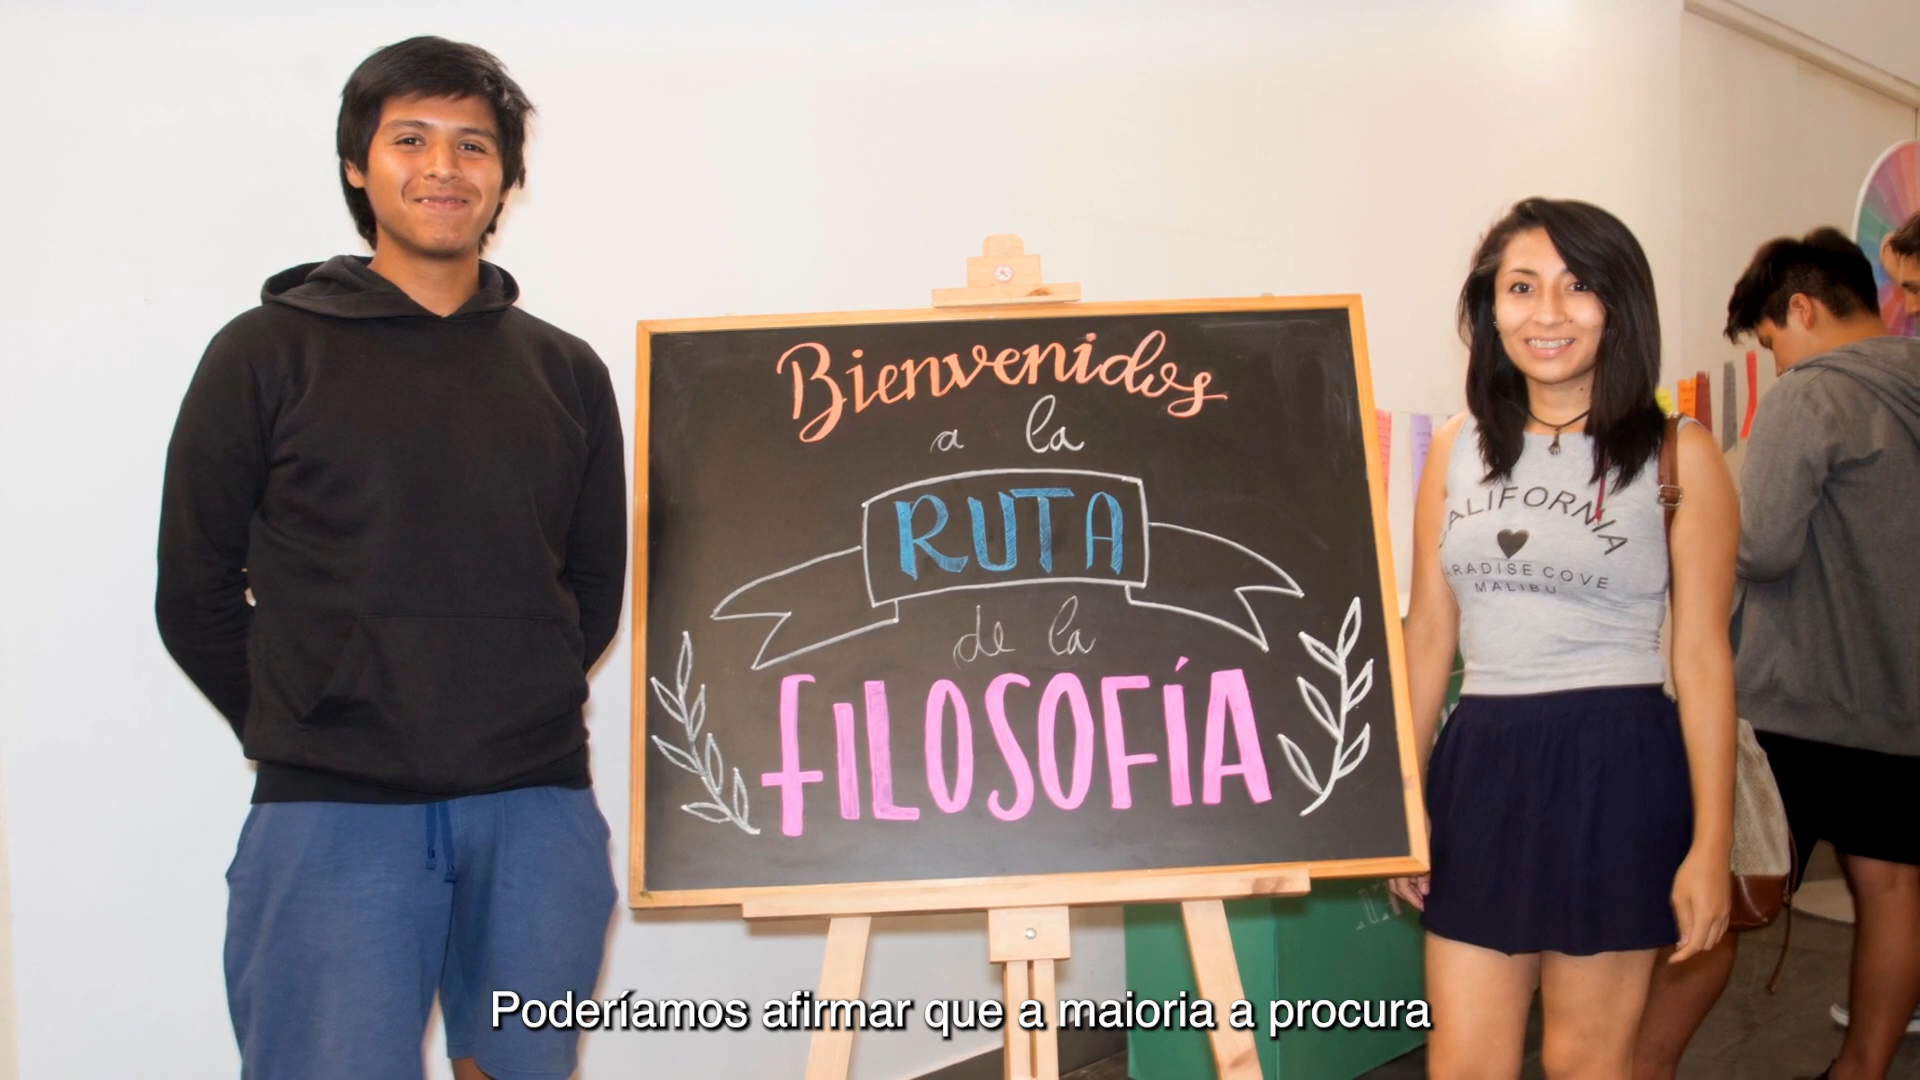 Bienvenidos
a la
RUTA
de la
FILOSOFÍA
CALIFORNIA
PARADISE COVE
MALIBU
Poderíamos afirmar que a maioria a procura